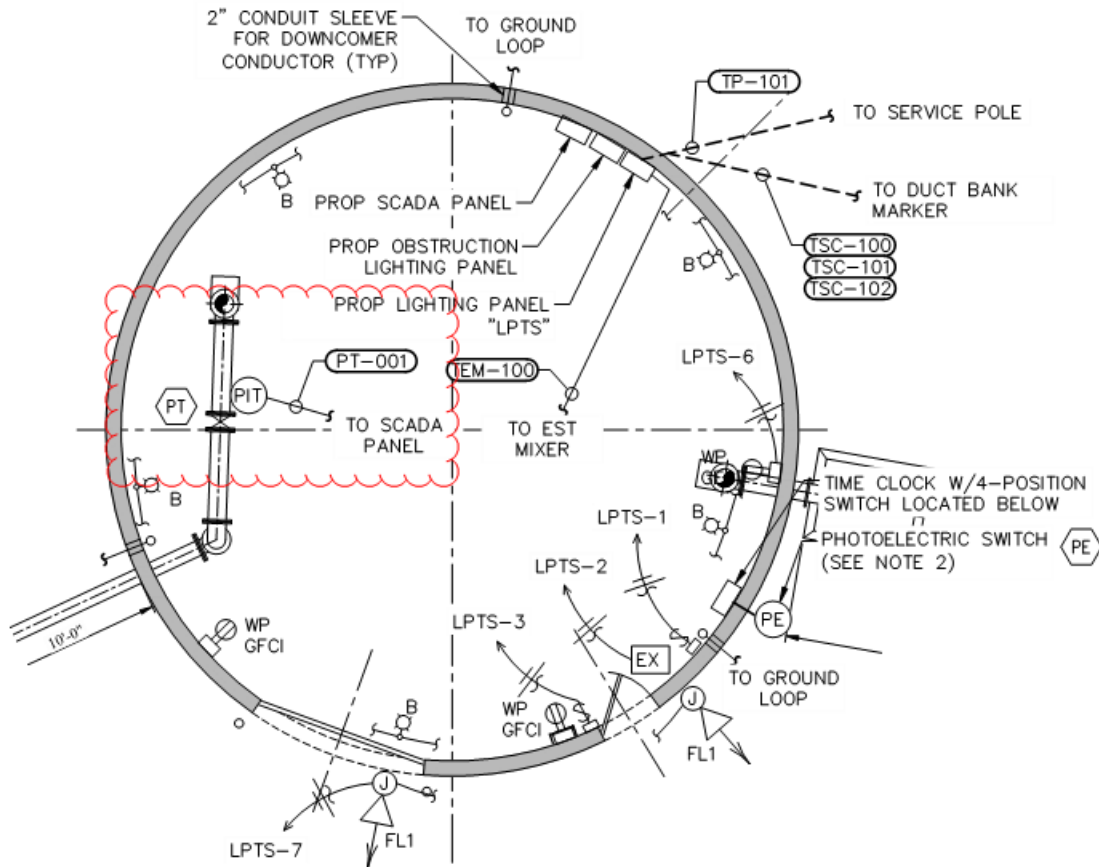 2" CONDUIT SLEEVE
FOR DOWNCOMER
CONDUCTOR (TYP)
TO GROUND
LOOP
TP-101
TO SERVICE POLE
TO DUCT BANK
MARKER
B
PROP SCADA PANEL
PROP OBSTRUCTION
LIGHTING PANEL
B
TSC-100
TSC-101
TSC-102
PROP LIGHTING PANEL
"LPTS"
LPTS-6
PT-001
TEM-100
PT
PIT
TO SCADA
PANEL
TO EST
MIXER
WP
B
TIME CLOCK W/4-POSITION
SWITCH LOCATED BELOW
LPTS-1
B
PHOTOELECTRIC SWITCH
(SEE NOTE 2)
PE
LPTS-2
LPTS-3
PE
10'-0"
WP
GFCI
EX
TO GROUND
LOOP
B
WP
GFCI
J
FL1
J
FL1
LPTS-7